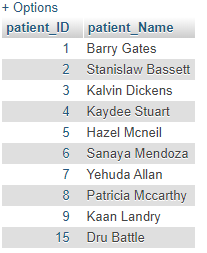 + Options
patient_ID patient_Name
1 Barry Gates
2 Stanislaw Bassett
3 Kalvin Dickens
4 Kaydee Stuart
5 Hazel Mcneil
6 Sanaya Mendoza
7 Yehuda Allan
8 Patricia Mccarthy
9 Kaan Landry
15 Dru Battle